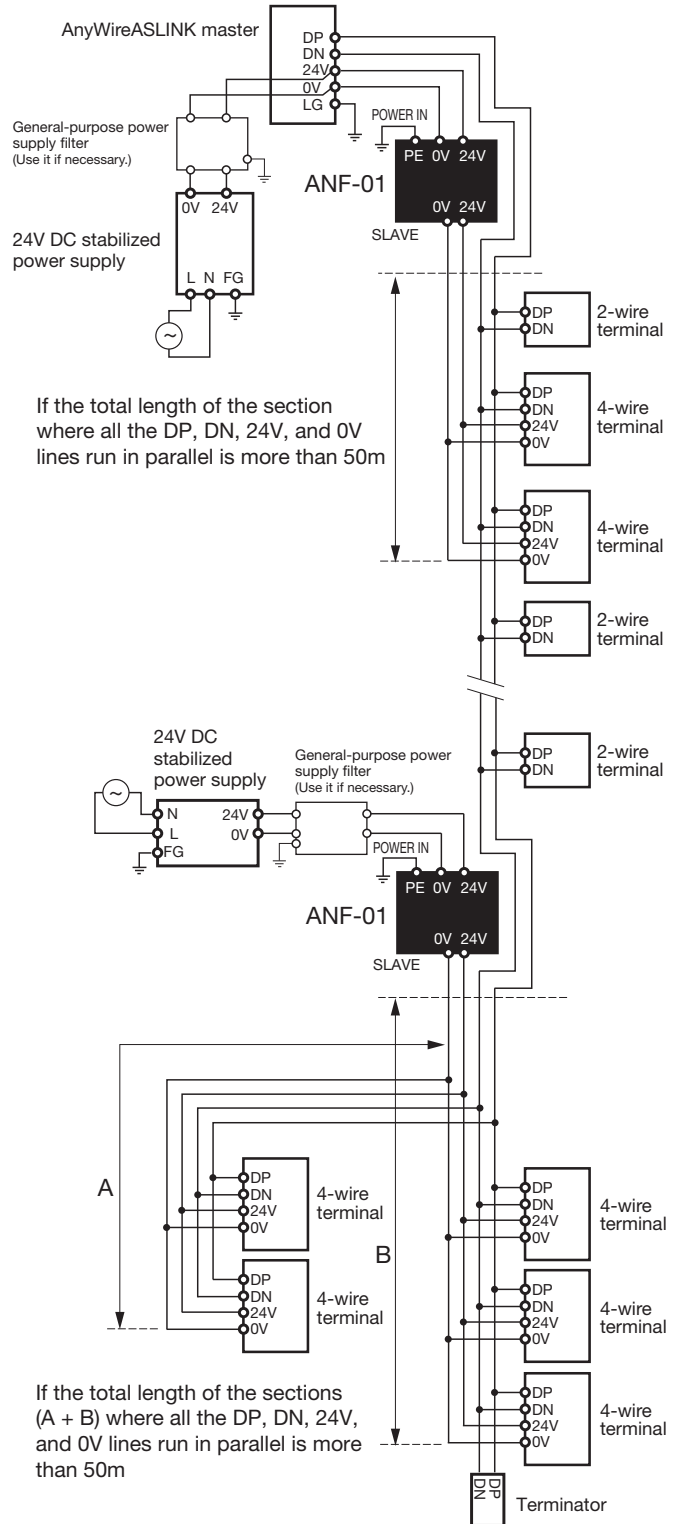 AnyWireASLINK master
DP
DN
24V
0V
LG
General-purpose power
supply filter
(Use it if necessary.)
POWER IN
PE 0V 24V
ANF-01
0V 24V
SLAVE
0V 24V
24V DC stabilized
power supply
L N FG
DP
DN
2-wire
terminal
If the total length of the section
where all the DP, DN, 24V, and 0V
lines run in parallel is more than 50m
DP
DN
24V
0V
4-wire
terminal
DP
DN
24V
0V
4-wire
terminal
DP
DN
2-wire
terminal
DP
DN
2-wire
terminal
24V DC
stabilized
power supply
N
L
FG
24V
0V
General-purpose power
supply filter
(Use it if necessary.)
POWER IN
PE 0V 24V
ANF-01
0V 24V
SLAVE
A
B
DP
DN
24V
0V
4-wire
terminal
DP
DN
24V
0V
4-wire
terminal
DP
DN
24V
0V
4-wire
terminal
DP
DN
24V
0V
4-wire
terminal
DP
DN
24V
0V
4-wire
terminal
If the total length of the sections
(A + B) where all the DP, DN, 24V,
and 0V lines run in parallel is more
than 50m
DP
DN
Terminator